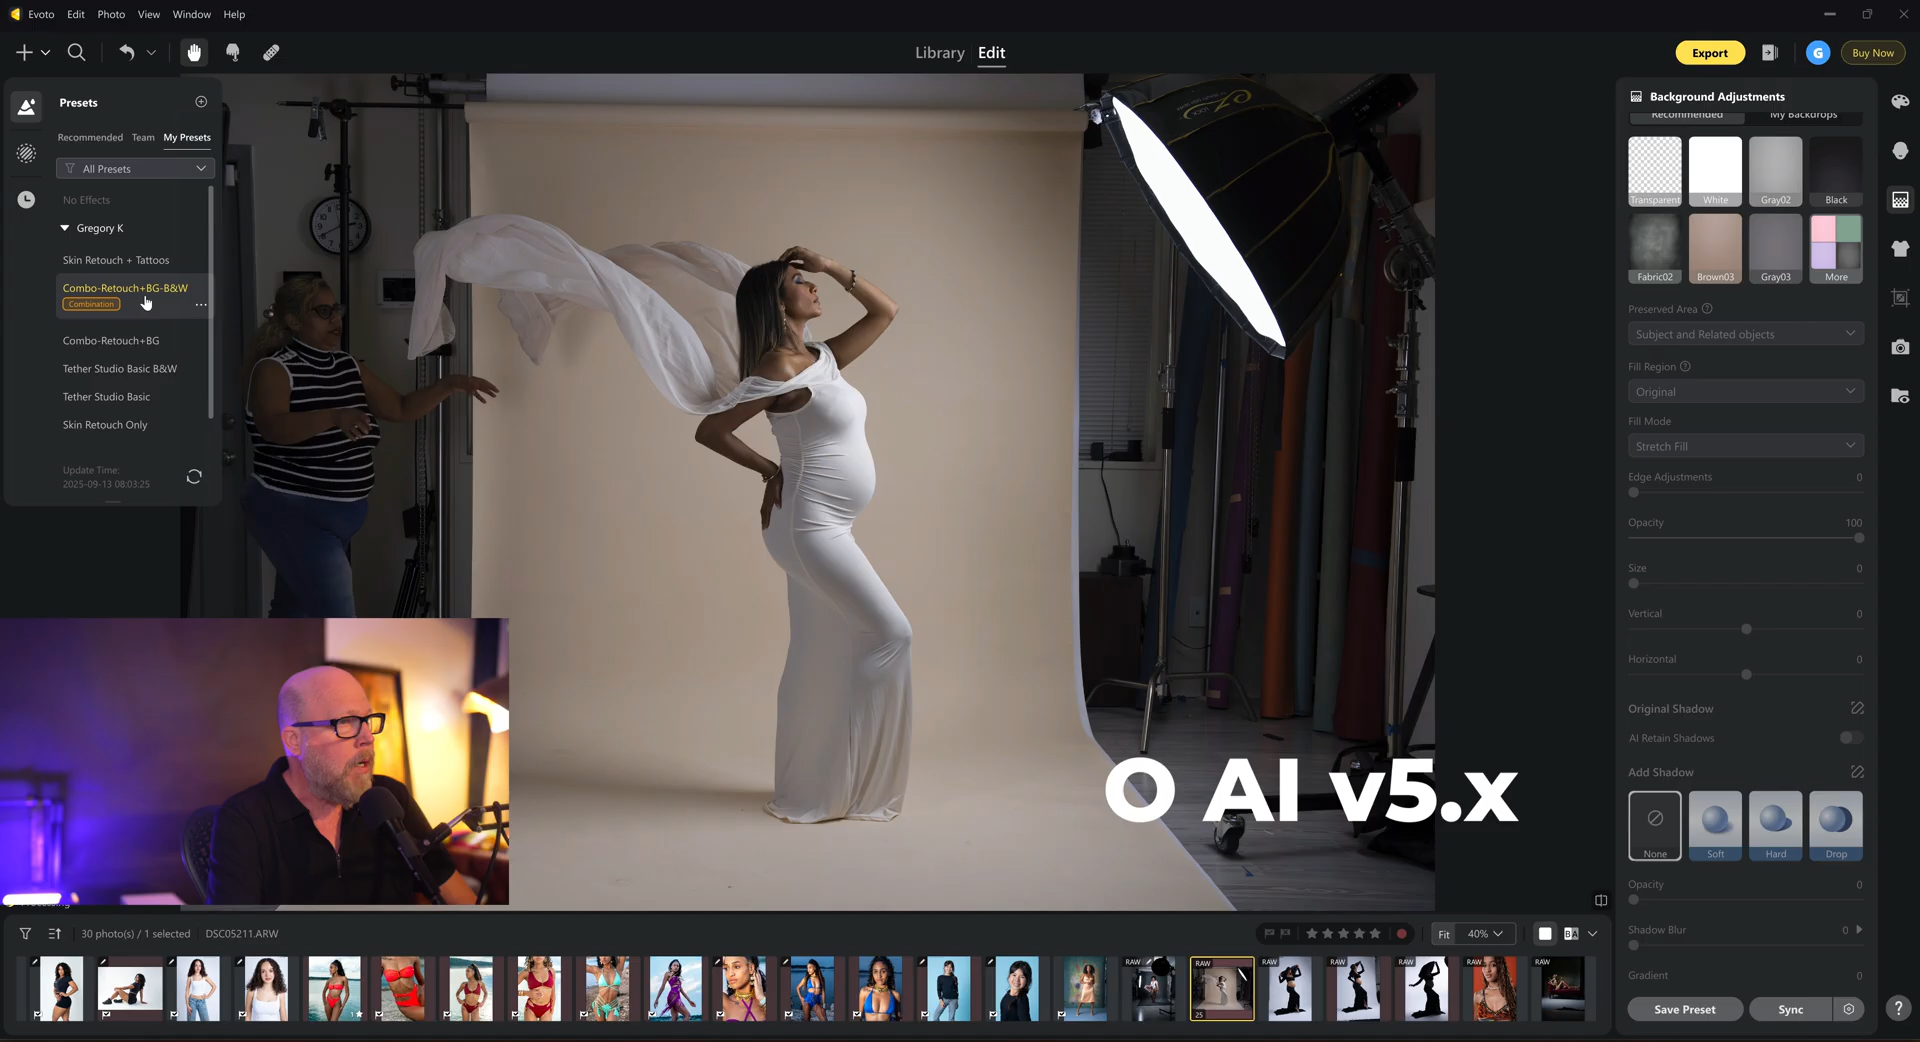 Evoto Edit Photo View Window Help
Library Edit
Export
G
Buy Now
Presets
Recommended Team My Presets
All Presets
No Effects
Gregory K
Skin Retouch + Tattoos
Combo-Retouch+BG-B&W
Combination
Combo-Retouch+BG
Tether Studio Basic B&W
Tether Studio Basic
Skin Retouch Only
Update Time:
2025-09-13 08:03:25
Background Adjustments
Recommended My Backdrops
Transparent White Gray02 Black
Fabric02 Brown03 Gray03 More
Preserved Area
Subject and Related objects
Fill Region
Original
Fill Mode
Stretch Fill
Edge Adjustments 0
Opacity 100
Size 0
Vertical 0
Horizontal 0
Original Shadow
AI Retain Shadows
Add Shadow
None Soft Hard Drop
Opacity 0
Shadow Blur 0
Gradient 0
Save Preset Sync
O AI v5.x
30 photo(s) / 1 selected DSC05211.ARW
Fit 40%
BA
RAW RAW RAW RAW RAW RAW RAW
1
25